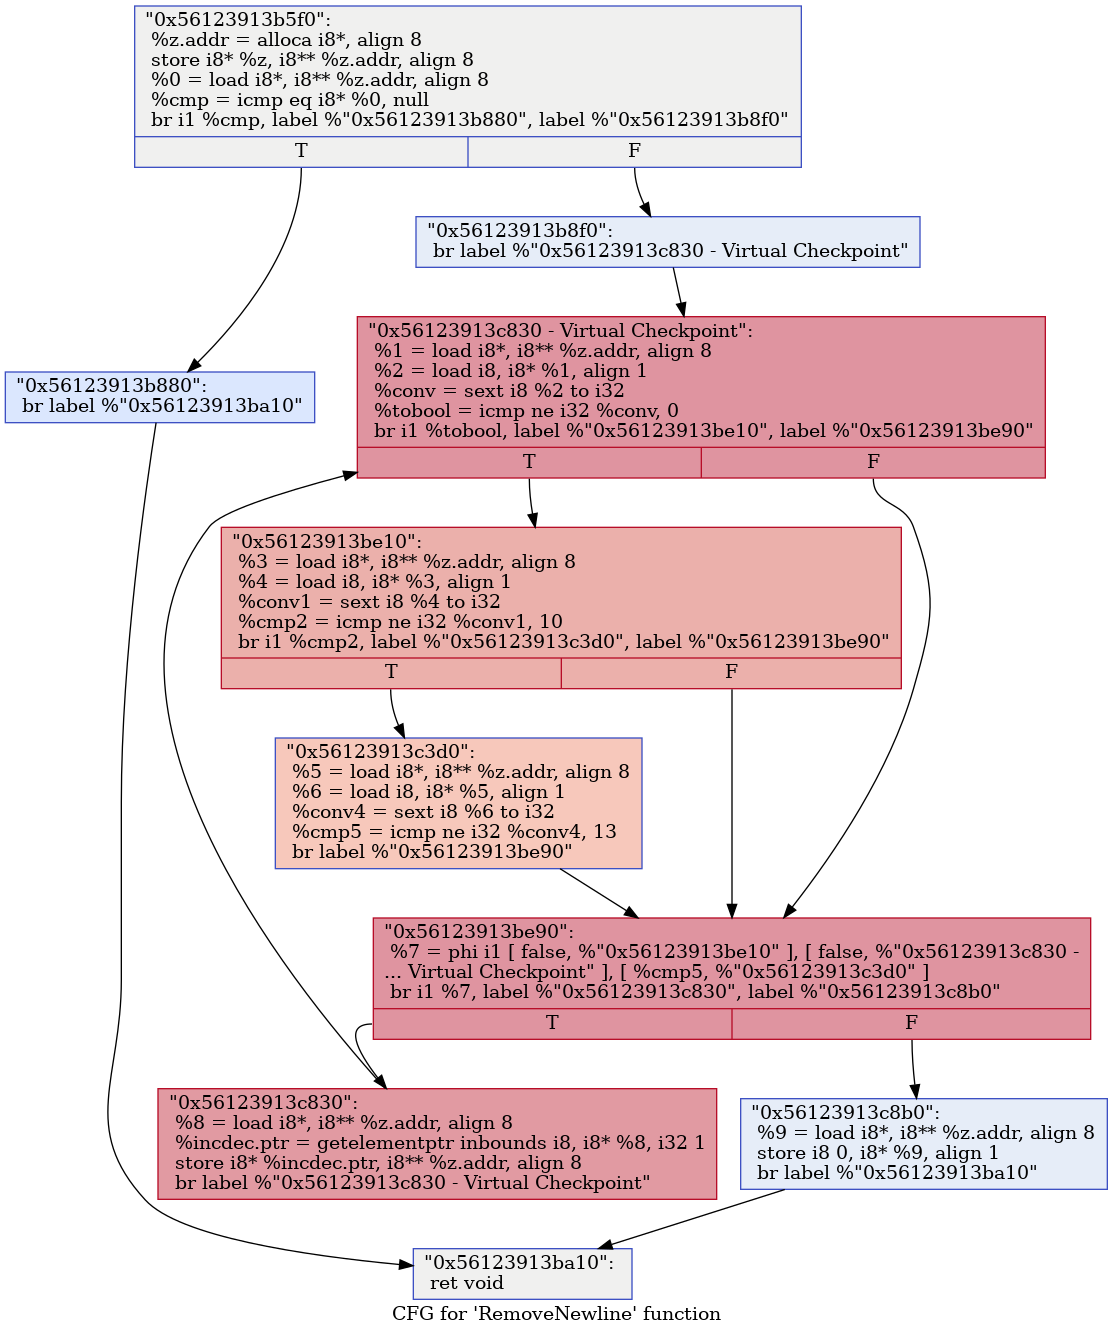 "0x56123913b5f0":
%z.addr = alloca i8*, align 8
store i8* %z, i8** %z.addr, align 8
%0 = load i8*, i8** %z.addr, align 8
%cmp = icmp eq i8* %0, null
br i1 %cmp, label %"0x56123913b880", label %"0x56123913b8f0"
T F
"0x56123913b8f0":
br label %"0x56123913c830 - Virtual Checkpoint"
"0x56123913c830 - Virtual Checkpoint":
%1 = load i8*, i8** %z.addr, align 8
%2 = load i8, i8* %1, align 1
%conv = sext i8 %2 to i32
%tobool = icmp ne i32 %conv, 0
br i1 %tobool, label %"0x56123913be10", label %"0x56123913be90"
T F
"0x56123913b880":
br label %"0x56123913ba10"
"0x56123913be10":
%3 = load i8*, i8** %z.addr, align 8
%4 = load i8, i8* %3, align 1
%conv1 = sext i8 %4 to i32
%cmp2 = icmp ne i32 %conv1, 10
br i1 %cmp2, label %"0x56123913c3d0", label %"0x56123913be90"
T F
"0x56123913c3d0":
%5 = load i8*, i8** %z.addr, align 8
%6 = load i8, i8* %5, align 1
%conv4 = sext i8 %6 to i32
%cmp5 = icmp ne i32 %conv4, 13
br label %"0x56123913be90"
"0x56123913be90":
%7 = phi i1 [ false, %"0x56123913be10" ], [ false, %"0x56123913c830 -
... Virtual Checkpoint" ], [ %cmp5, %"0x56123913c3d0" ]
br i1 %7, label %"0x56123913c830", label %"0x56123913c8b0"
T F
"0x56123913c830":
%8 = load i8*, i8** %z.addr, align 8
%incdec.ptr = getelementptr inbounds i8, i8* %8, i32 1
store i8* %incdec.ptr, i8** %z.addr, align 8
br label %"0x56123913c830 - Virtual Checkpoint"
"0x56123913c8b0":
%9 = load i8*, i8** %z.addr, align 8
store i8 0, i8* %9, align 1
br label %"0x56123913ba10"
"0x56123913ba10":
ret void
CFG for 'RemoveNewline' function